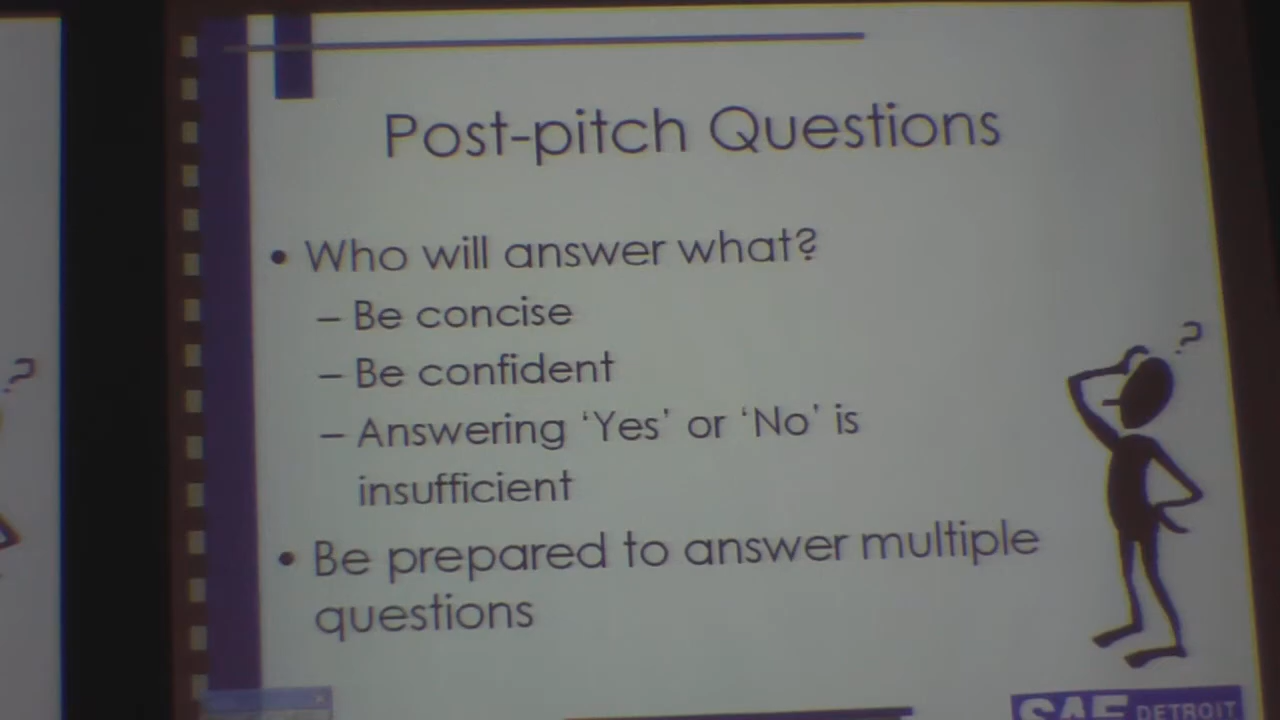 Post-pitch Questions
• Who will answer what?
– Be concise
– Be confident
– Answering ‘Yes’ or ‘No’ is
insufficient
• Be prepared to answer multiple
questions
?
?
SAE DETROIT